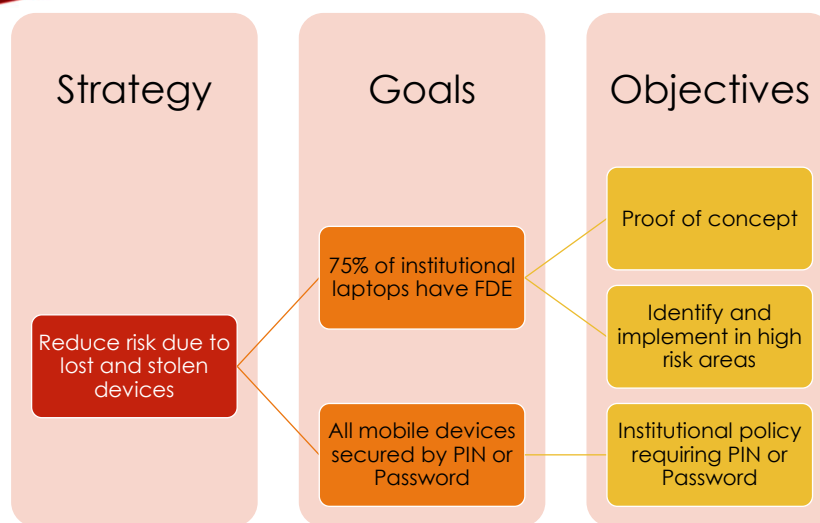 Strategy
Goals
Objectives
Reduce risk due to
lost and stolen
devices
75% of institutional
laptops have FDE
All mobile devices
secured by PIN or
Password
Proof of concept
Identify and
implement in high
risk areas
Institutional policy
requiring PIN or
Password